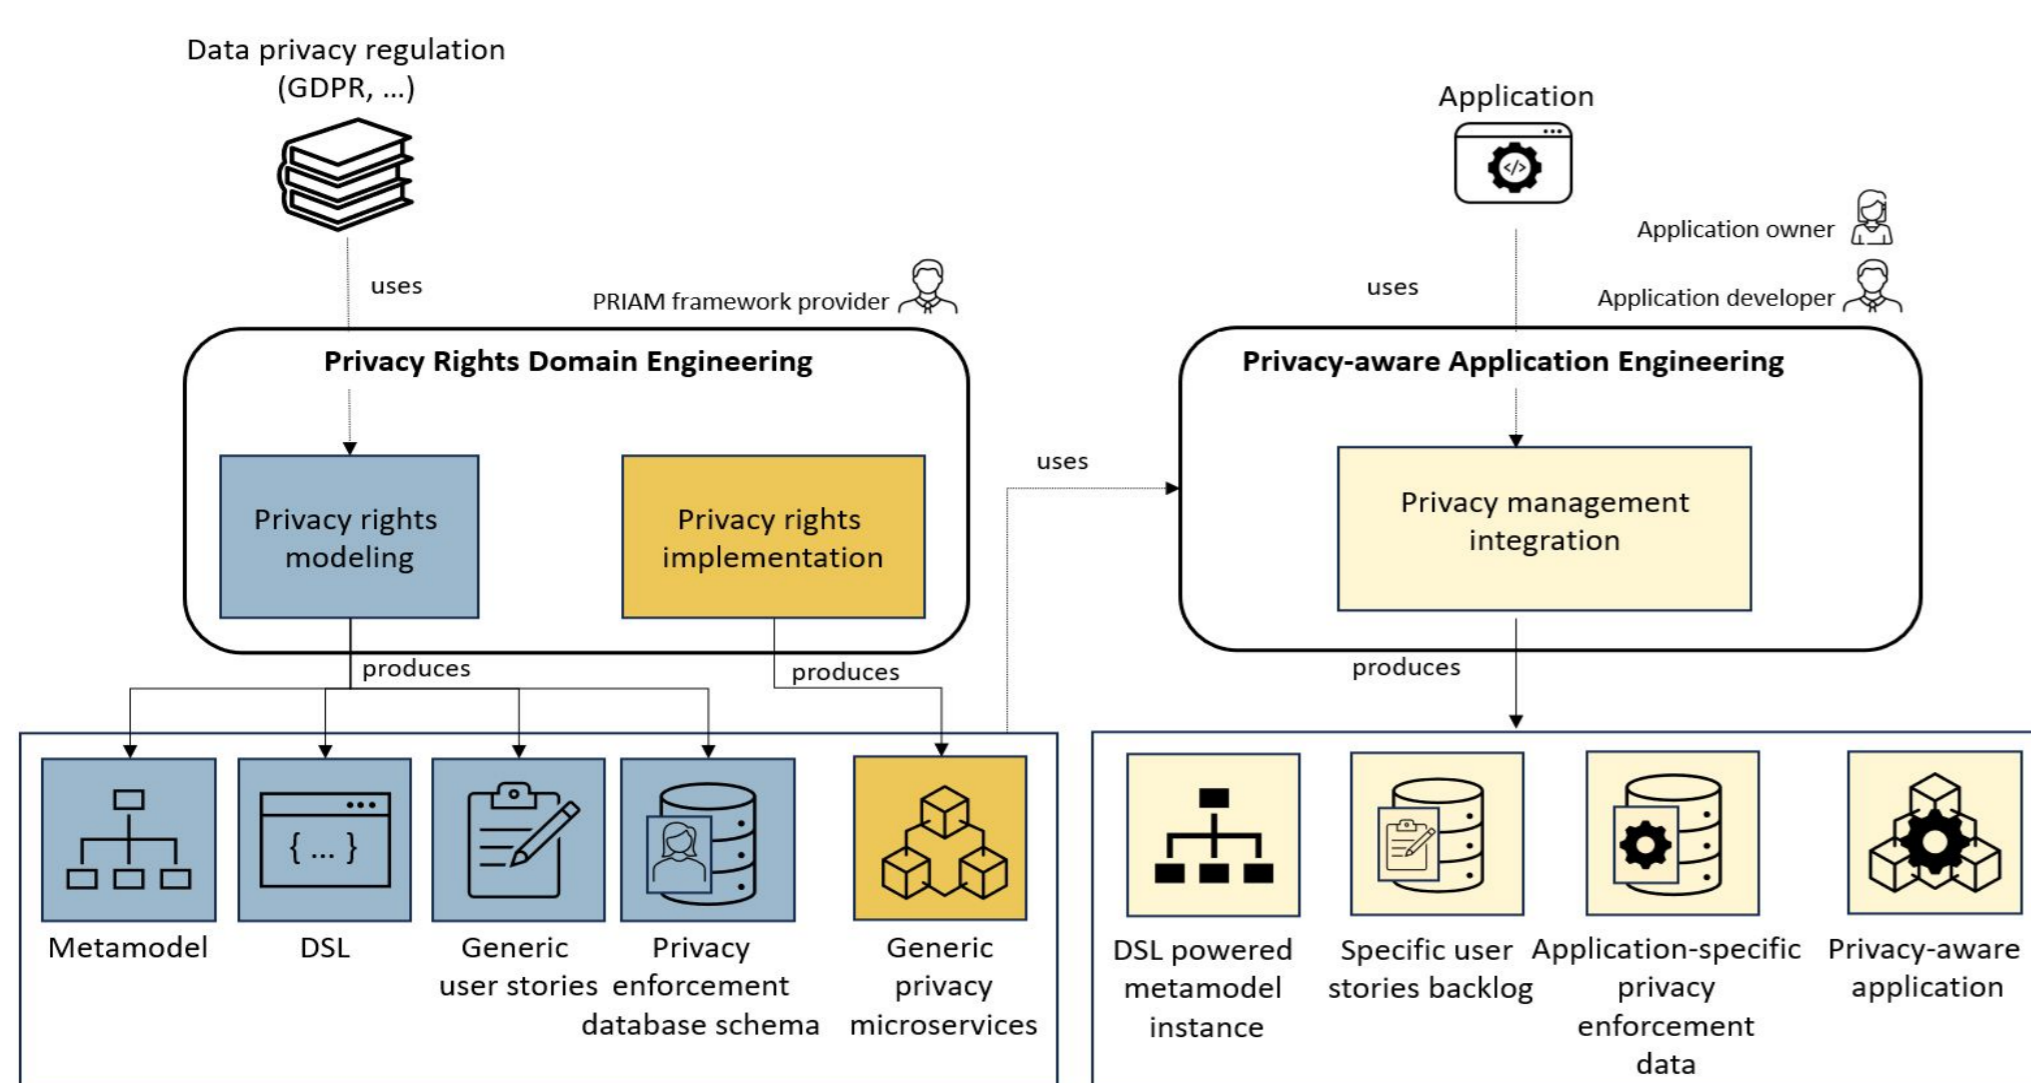 Data privacy regulation
(GDPR, ...)
uses
PRIAM framework provider
Privacy Rights Domain Engineering
Privacy rights
modeling
Privacy rights
implementation
produces
produces
Metamodel
DSL
{ ... }
Generic
user stories
Privacy
enforcement
database schema
Generic
privacy
microservices
uses
Application
</>
uses
Application owner
Application developer
Privacy-aware Application Engineering
Privacy management
integration
produces
DSL powered
metamodel
instance
Specific user
stories backlog
Application-specific
privacy
enforcement
data
Privacy-aware
application